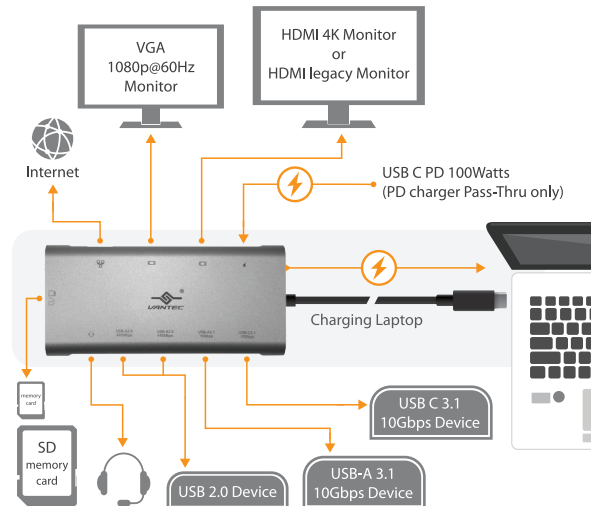 VGA
1080p@60Hz
Monitor
HDMI 4K Monitor
or
HDMI legacy Monitor
Internet
USB C PD 100Watts
(PD charger Pass-Thru only)
VANTEC
®
Charging Laptop
memory
card
SD
memory
card
USB 2.0 Device
USB-A 3.1
10Gbps Device
USB C 3.1
10Gbps Device